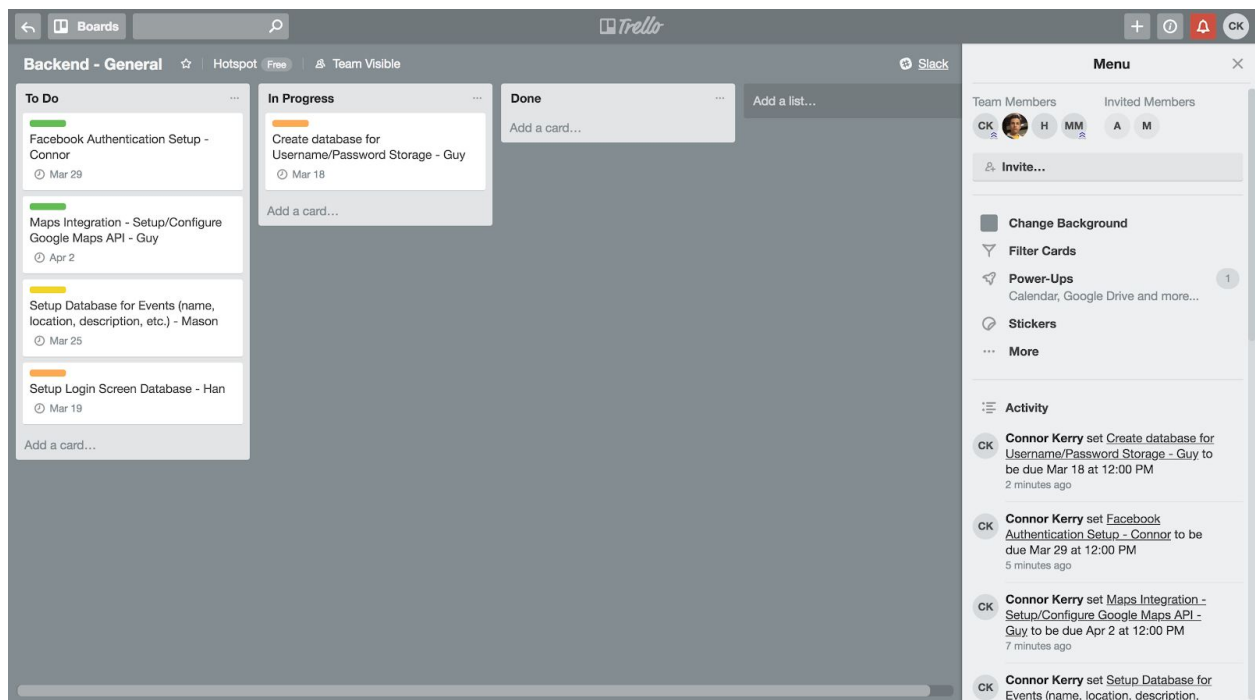 Boards
Trello
CK
Backend - General
Hotspot Free
Team Visible
Slack
To Do
...
Facebook Authentication Setup -
Connor
Mar 29
Maps Integration - Setup/Configure
Google Maps API - Guy
Apr 2
Setup Database for Events (name,
location, description, etc.) - Mason
Mar 25
Setup Login Screen Database - Han
Mar 19
Add a card...
In Progress
...
Create database for
Username/Password Storage - Guy
Mar 18
Add a card...
Done
...
Add a card...
Add a list...
Menu
Team Members
Invited Members
CK
H
MM
A
M
Invite...
Change Background
Filter Cards
Power-Ups
1
Calendar, Google Drive and more...
Stickers
More
Activity
CK
Connor Kerry set Create database for
Username/Password Storage - Guy to
be due Mar 18 at 12:00 PM
2 minutes ago
CK
Connor Kerry set Facebook
Authentication Setup - Connor to be
due Mar 29 at 12:00 PM
5 minutes ago
CK
Connor Kerry set Maps Integration -
Setup/Configure Google Maps API -
Guy to be due Apr 2 at 12:00 PM
7 minutes ago
CK
Connor Kerry set Setup Database for
Events (name, location, description,